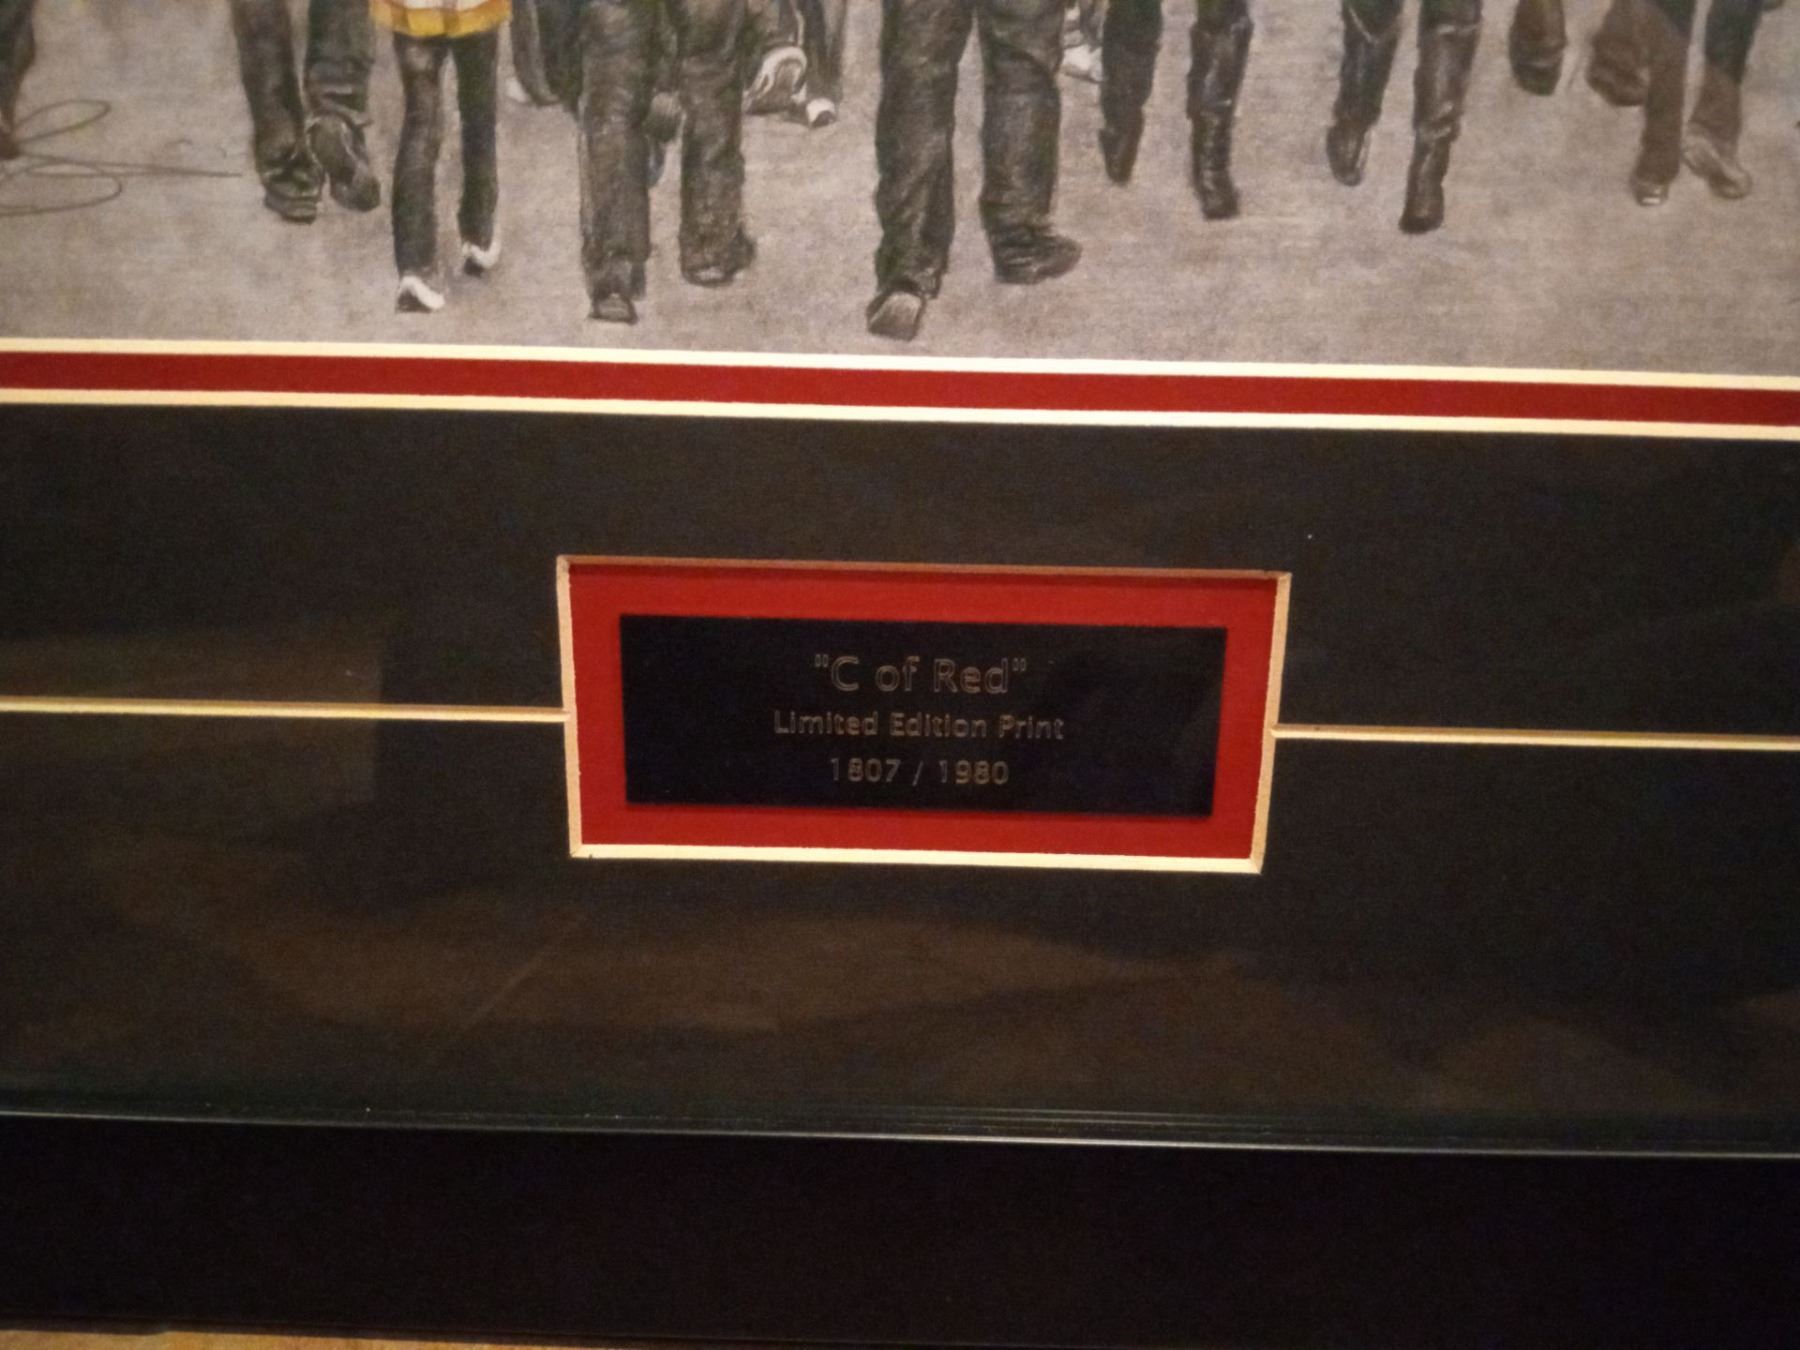 "C of Red"
Limited Edition Print
1807 / 1980